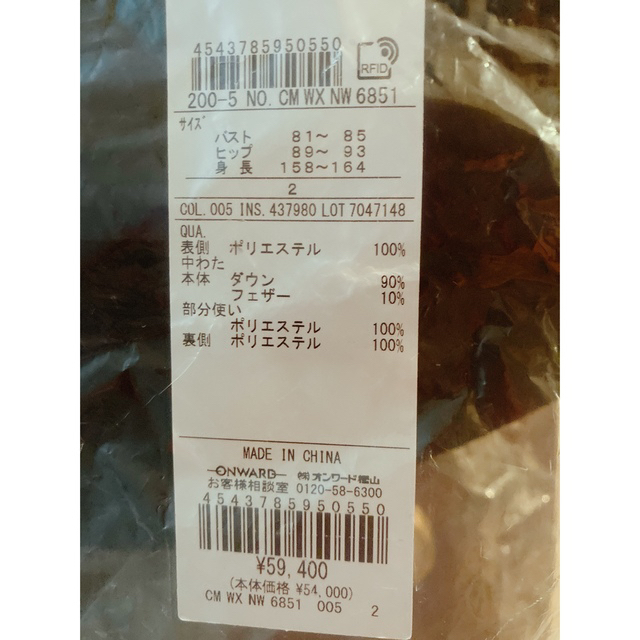 4543785950550
RFID
200-5 NO. CM WX NW 6851
サイズ
バスト 81～ 85
ヒップ 89～ 93
身長 158～164
2
COL. 005 INS. 437980 LOT 7047148
QUA.
表側 ポリエステル 100%
中わた
本体 ダウン 90%
フェザー 10%
部分使い
ポリエステル 100%
裏側 ポリエステル 100%
MADE IN CHINA
ONWARD ㈱オンワード樫山
お客様相談室 0120-58-6300
4543785950550
¥59,400
(本体価格 ¥54,000)
CM WX NW 6851 005 2